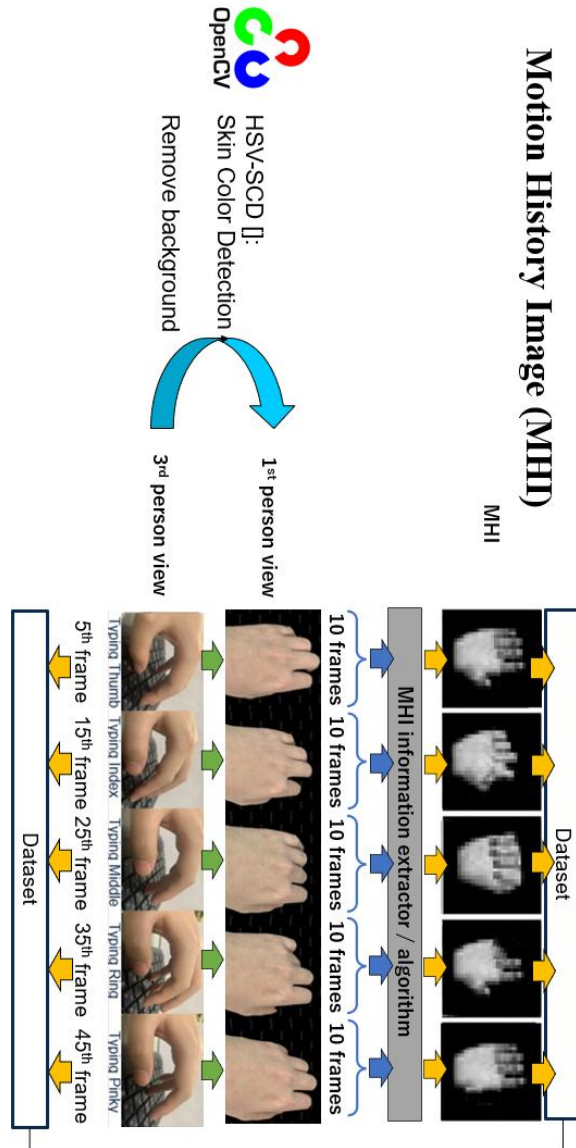 Motion History Image (MHI)
OpenCV
HSV-SCD []:
Skin Color Detection
Remove background
MHI
1st person view
3rd person view
Dataset
MHI information extractor / algorithm
10 frames
10 frames
10 frames
10 frames
10 frames
Typing Thumb
Typing Index
Typing Middle
Typing Ring
Typing Pinky
5th frame
15th frame
25th frame
35th frame
45th frame
Dataset